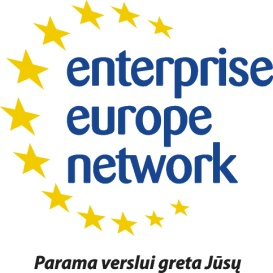 enterprise
europe
network
Parama verslui greta Jūsų